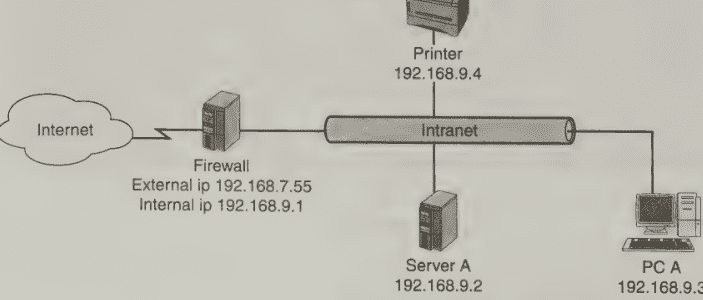 Printer
192.168.9.4
Internet
Intranet
Firewall
External ip 192.168.7.55
Internal ip 192.168.9.1
Server A
192.168.9.2
PC A
192.168.9.3